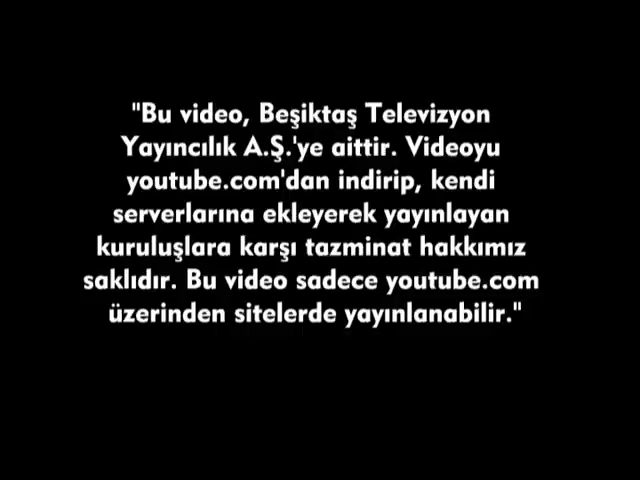 "Bu video, Beşiktaş Televizyon
Yayıncılık A.Ş.'ye aittir. Videoyu
youtube.com'dan indirip, kendi
serverlarına ekleyerek yayınlayan
kuruluşlara karşı tazminat hakkımız
saklıdır. Bu video sadece youtube.com
üzerinden sitelerde yayınlanabilir."